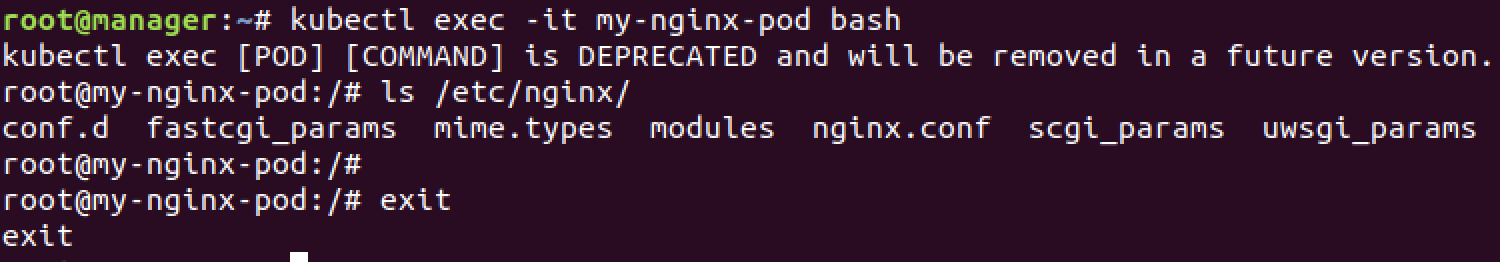 root@manager:~# kubectl exec -it my-nginx-pod bash
kubectl exec [POD] [COMMAND] is DEPRECATED and will be removed in a future version.
root@my-nginx-pod:/# ls /etc/nginx/
conf.d  fastcgi_params  mime.types  modules  nginx.conf  scgi_params  uwsgi_params
root@my-nginx-pod:/#
root@my-nginx-pod:/# exit
exit